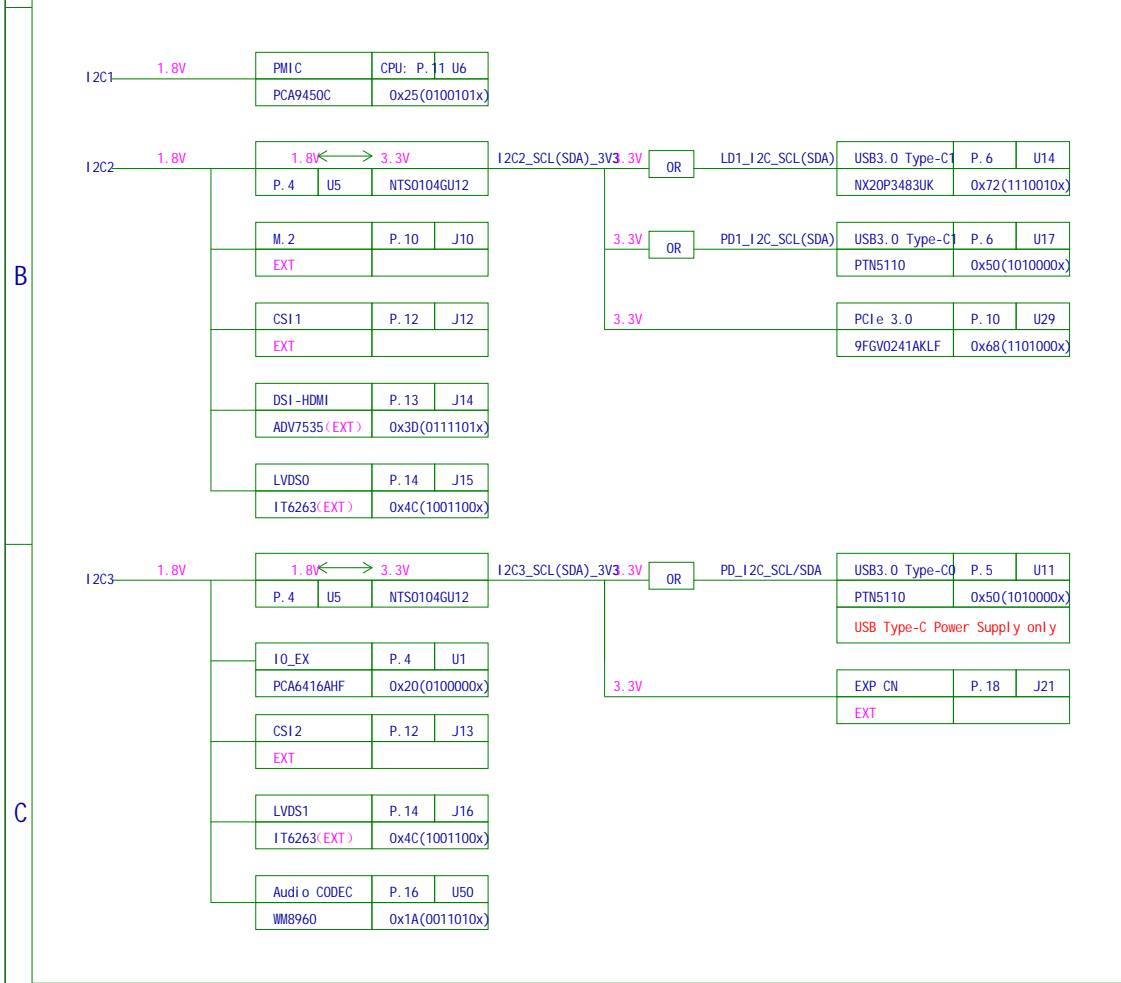 B
I2C1
1.8V
PMIC CPU: P.11 U6
PCA9450C 0x25(0100101x)
I2C2
1.8V
1.8V 3.3V
P.4 U5 NTS0104GU12
I2C2_SCL(SDA)_3V3
3.3V
OR
LD1_I2C_SCL(SDA)
USB3.0 Type-C1 P.6 U14
NX20P3483UK 0x72(1110010x)
M.2 P.10 J10
EXT
3.3V
OR
PD1_I2C_SCL(SDA)
USB3.0 Type-C1 P.6 U17
PTN5110 0x50(1010000x)
CSI1 P.12 J12
EXT
3.3V
PCIe 3.0 P.10 U29
9FGV0241AKLF 0x68(1101000x)
DSI-HDMI P.13 J14
ADV7535(EXT) 0x3D(0111101x)
LVDS0 P.14 J15
IT6263(EXT) 0x4C(1001100x)
C
I2C3
1.8V
1.8V 3.3V
P.4 U5 NTS0104GU12
I2C3_SCL(SDA)_3V3
3.3V
OR
PD_I2C_SCL/SDA
USB3.0 Type-C0 P.5 U11
PTN5110 0x50(1010000x)
USB Type-C Power Supply only
IO_EX P.4 U1
PCA6416AHF 0x20(0100000x)
3.3V
EXP CN P.18 J21
EXT
CSI2 P.12 J13
EXT
LVDS1 P.14 J16
IT6263(EXT) 0x4C(1001100x)
Audio CODEC P.16 U50
WM8960 0x1A(0011010x)